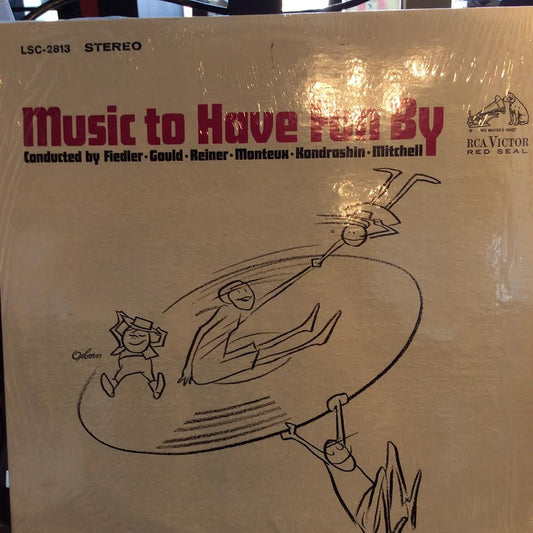 LSC-2813 STEREO
Music to Have Fun By
Conducted by Fiedler · Gould · Reiner · Monteux · Kondrashin · Mitchell
"HIS MASTER'S VOICE"
RCA VICTOR
RED SEAL
Osborn